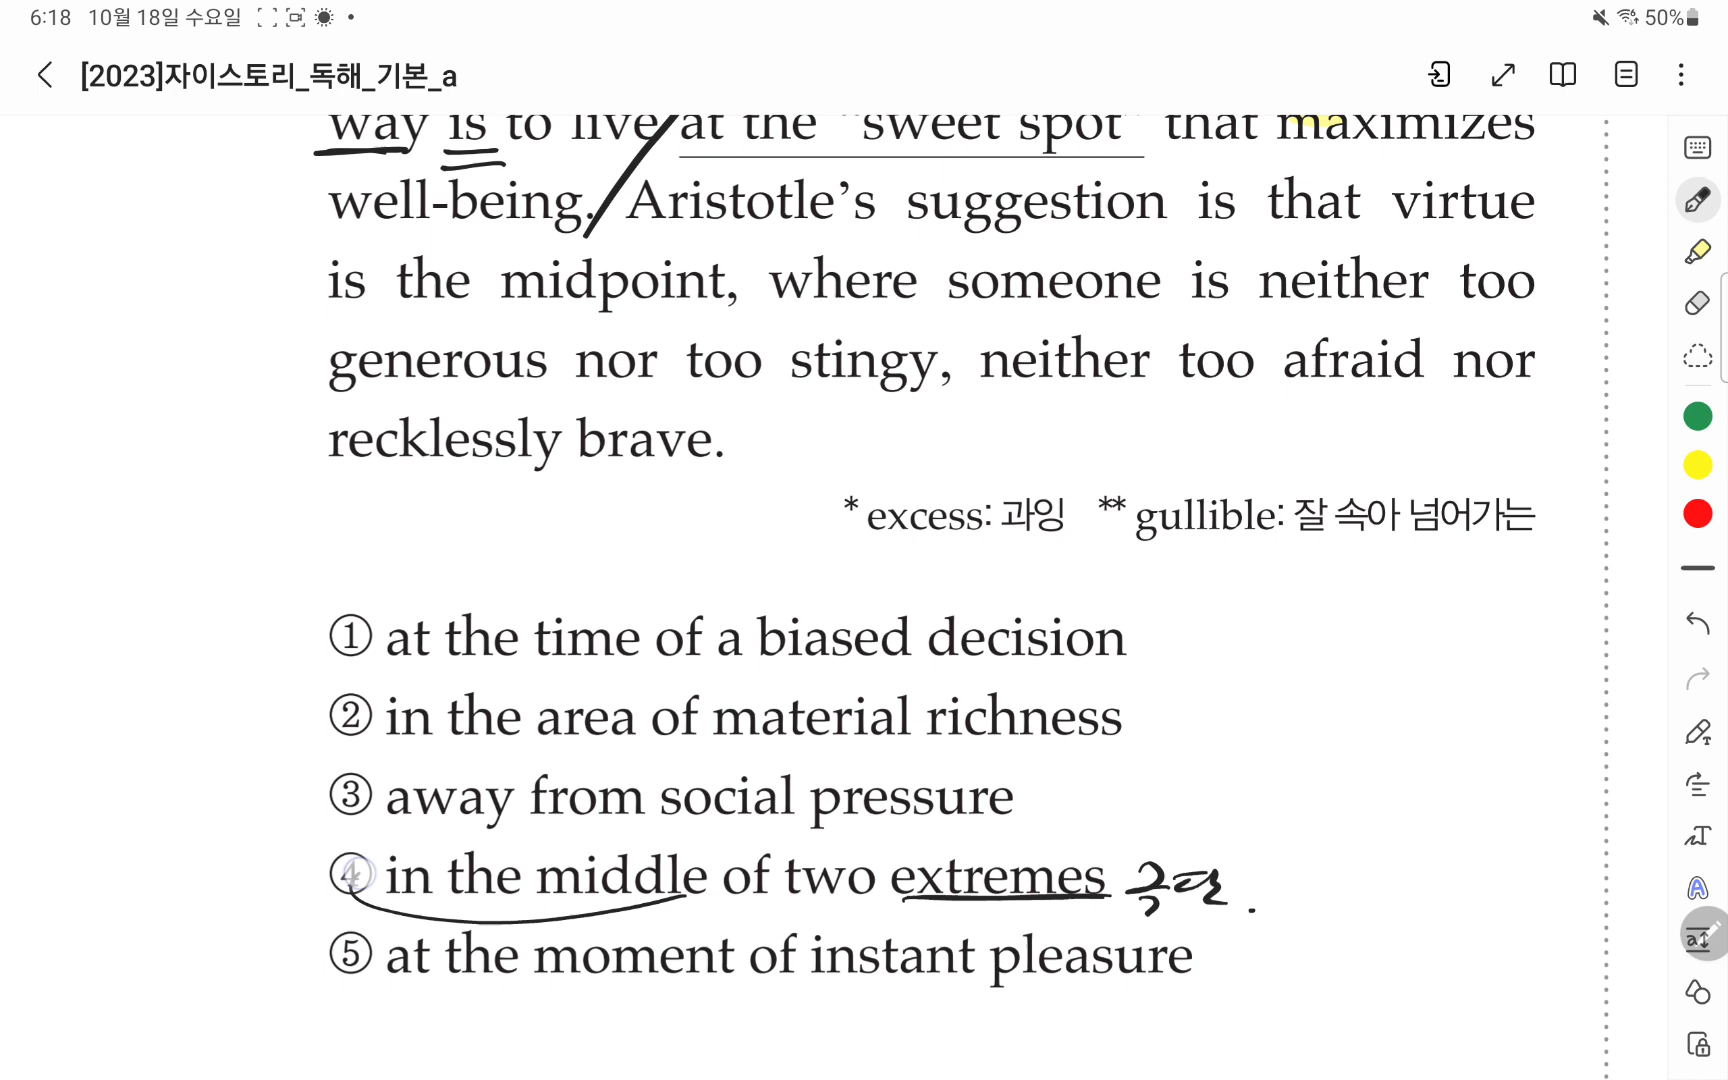 6:18 10월 18일 수요일 50%
[2023]자이스토리_독해_기본_a
way is to live at the "sweet spot" that maximizes
well-being. Aristotle's suggestion is that virtue
is the midpoint, where someone is neither too
generous nor too stingy, neither too afraid nor
recklessly brave.
* excess: 과잉 ** gullible: 잘 속아 넘어가는
① at the time of a biased decision
② in the area of material richness
③ away from social pressure
④ in the middle of two extremes 극단.
⑤ at the moment of instant pleasure